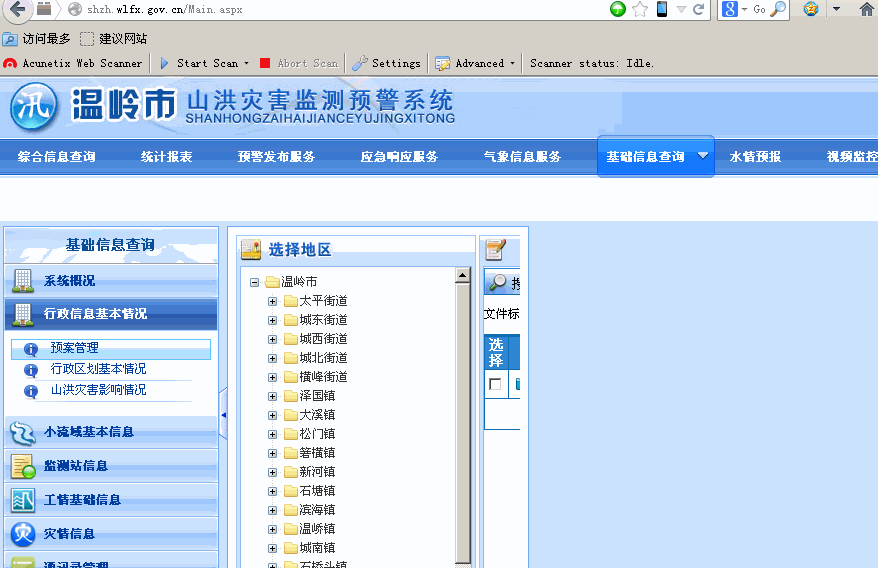 shzh.wlfx.gov.cn/Main.aspx
Go
访问最多 建议网站
Acunetix Web Scanner Start Scan Abort Scan Settings Advanced Scanner status: Idle.
汛 温岭市 山洪灾害监测预警系统
SHANHONGZAIHAIJIANCEYUJINGXITONG
综合信息查询 统计报表 预警发布服务 应急响应服务 气象信息服务 基础信息查询 水情预报 视频监控
基础信息查询
系统概况
行政信息基本情况
预案管理
行政区划基本情况
山洪灾害影响情况
小流域基本信息
监测站信息
工情基础信息
灾情信息
通讯录管理
选择地区
温岭市
太平街道
城东街道
城西街道
城北街道
横峰街道
泽国镇
大溪镇
松门镇
箬横镇
新河镇
石塘镇
滨海镇
温峤镇
城南镇
石桥头镇
文件标
选
择